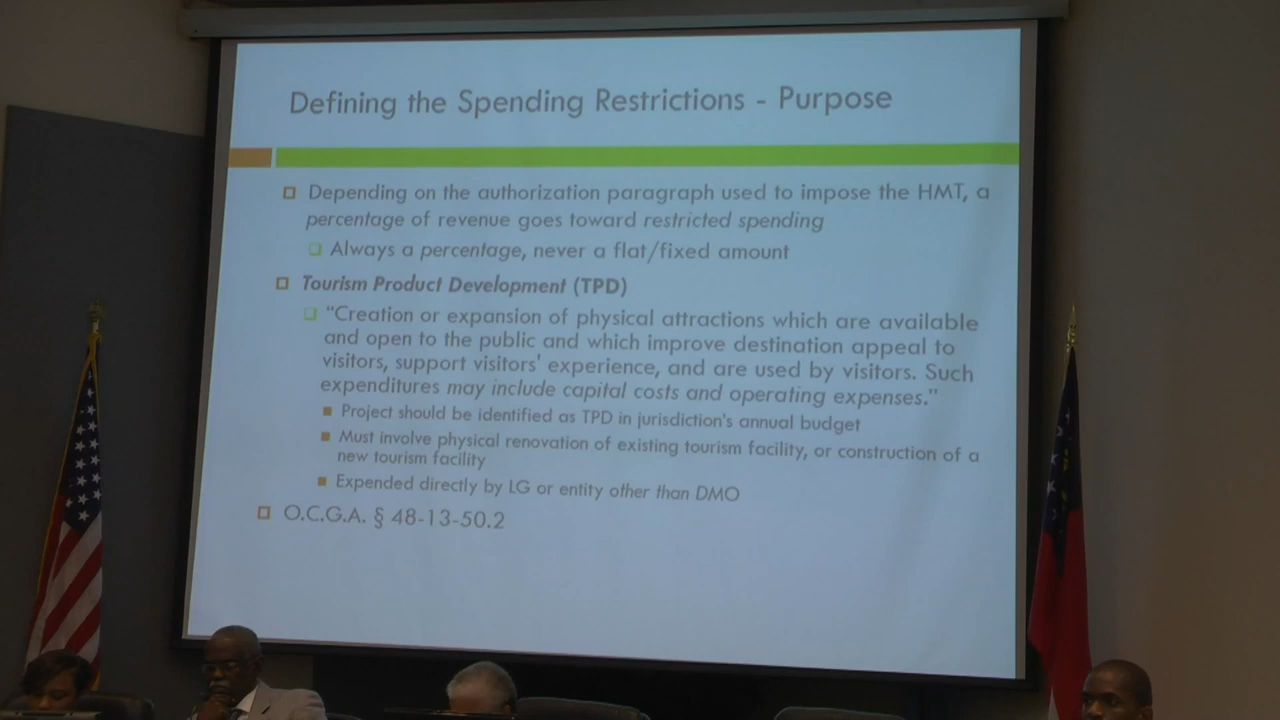 Defining the Spending Restrictions - Purpose
Depending on the authorization paragraph used to impose the HMT, a
percentage of revenue goes toward restricted spending
Always a percentage, never a flat/fixed amount
Tourism Product Development (TPD)
"Creation or expansion of physical attractions which are available
and open to the public and which improve destination appeal to
visitors, support visitors' experience, and are used by visitors. Such
expenditures may include capital costs and operating expenses."
Project should be identified as TPD in jurisdiction's annual budget
Must involve physical renovation of existing tourism facility, or construction of a
new tourism facility
Expended directly by LG or entity other than DMO
O.C.G.A. § 48-13-50.2